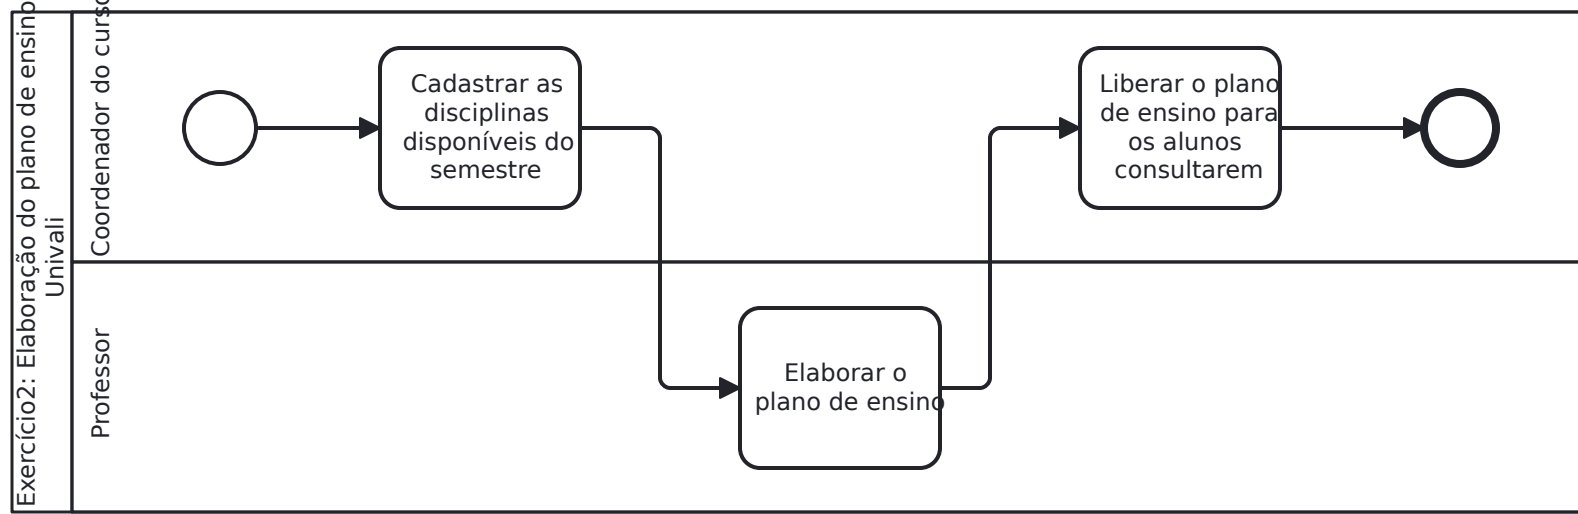 Exercício2: Elaboração do plano de ensino
Univali
Coordenador do curso
Cadastrar as
disciplinas
disponíveis do
semestre
Liberar o plano
de ensino para
os alunos
consultarem
Professor
Elaborar o
plano de ensino